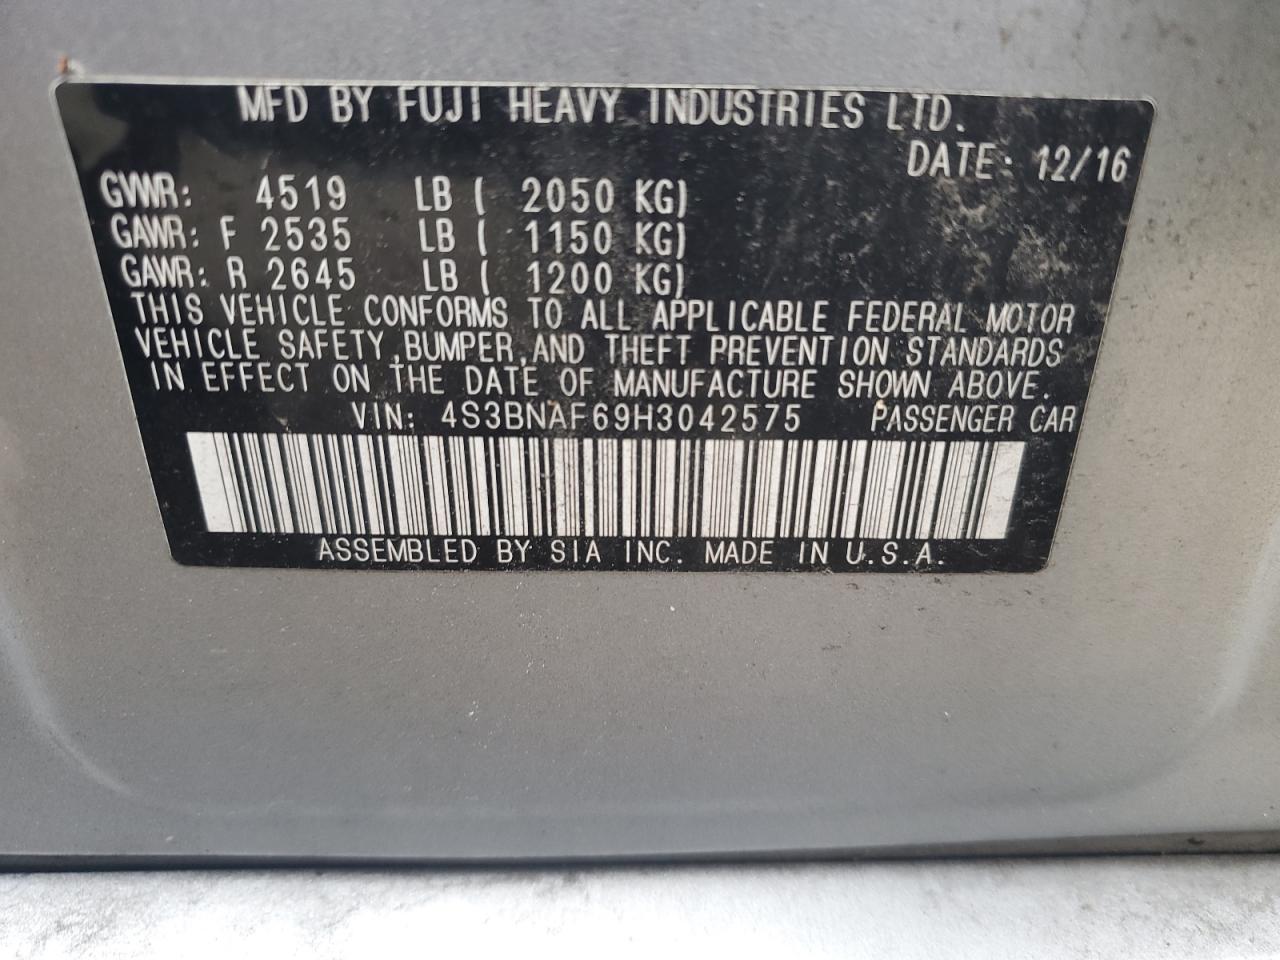 MFD BY FUJI HEAVY INDUSTRIES LTD.
DATE: 12/16
GVWR: 4519 LB ( 2050 KG)
GAWR: F 2535 LB ( 1150 KG)
GAWR: R 2645 LB ( 1200 KG)
THIS VEHICLE CONFORMS TO ALL APPLICABLE FEDERAL MOTOR
VEHICLE SAFETY,BUMPER,AND THEFT PREVENTION STANDARDS
IN EFFECT ON THE DATE OF MANUFACTURE SHOWN ABOVE.
VIN: 4S3BNAF69H3042575 PASSENGER CAR
ASSEMBLED BY SIA INC. MADE IN U.S.A.